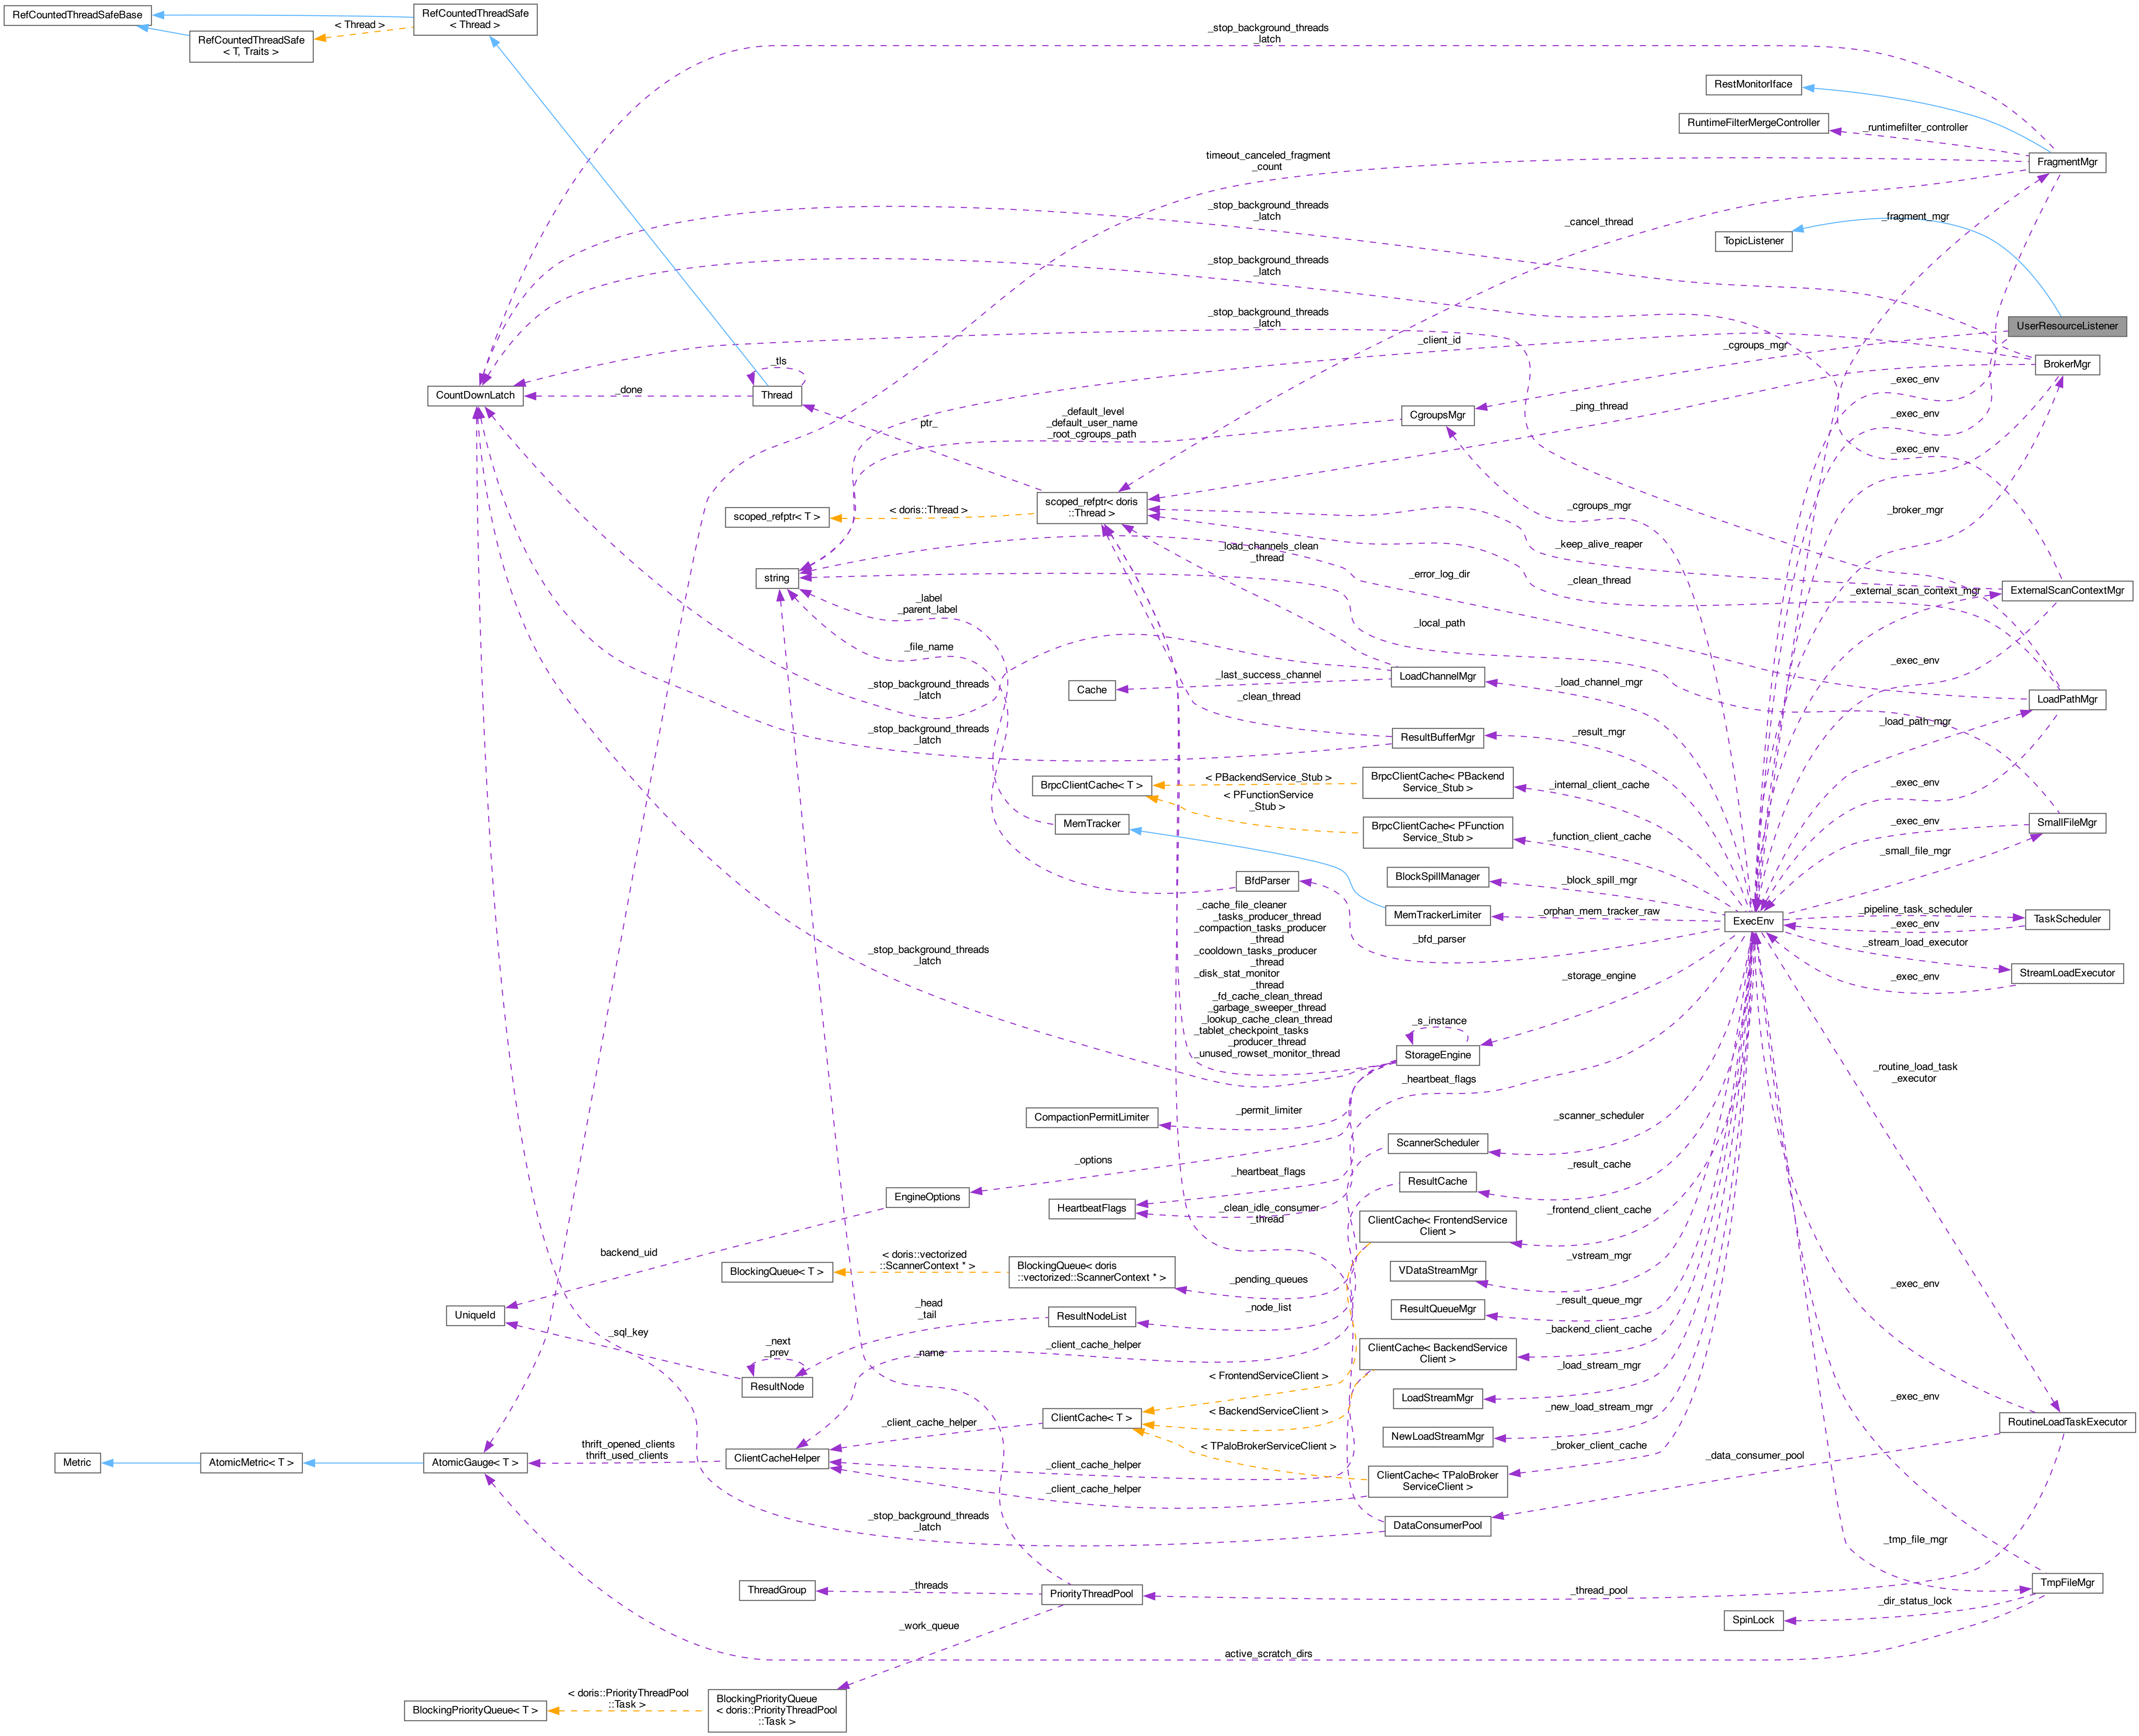 RefCountedThreadSafeBase
RefCountedThreadSafe
< Thread >
< Thread >
RefCountedThreadSafe
< T, Traits >
_stop_background_threads
_latch
RestMonitorIface
RuntimeFilterMergeController
_runtimefilter_controller
FragmentMgr
timeout_canceled_fragment
_count
_stop_background_threads
_latch
_cancel_thread
_fragment_mgr
TopicListener
_stop_background_threads
_latch
_stop_background_threads
_latch
UserResourceListener
_client_id
_cgroups_mgr
BrokerMgr
_tls
_done
CountDownLatch
Thread
_exec_env
_default_level
_default_user_name
_root_cgroups_path
ptr_
CgroupsMgr
_ping_thread
_exec_env
_exec_env
scoped_refptr< doris
::Thread >
< doris::Thread >
scoped_refptr< T >
_cgroups_mgr
_broker_mgr
_load_channels_clean
_thread
_keep_alive_reaper
string
_error_log_dir
_clean_thread
_external_scan_context_mgr
ExternalScanContextMgr
_label
_parent_label
_local_path
_file_name
_exec_env
_last_success_channel
LoadChannelMgr
_load_channel_mgr
_stop_background_threads
_latch
Cache
_clean_thread
LoadPathMgr
_load_path_mgr
_stop_background_threads
_latch
ResultBufferMgr
_result_mgr
< PBackendService_Stub >
BrpcClientCache< T >
BrpcClientCache< PBackend
Service_Stub >
_internal_client_cache
_exec_env
< PFunctionService
_Stub >
MemTracker
BrpcClientCache< PFunction
Service_Stub >
_function_client_cache
_exec_env
SmallFileMgr
_small_file_mgr
BfdParser
BlockSpillManager
_block_spill_mgr
_cache_file_cleaner
_tasks_producer_thread
_compaction_tasks_producer
_thread
_cooldown_tasks_producer
_thread
_disk_stat_monitor
_thread
_fd_cache_clean_thread
_garbage_sweeper_thread
_lookup_cache_clean_thread
_tablet_checkpoint_tasks
_producer_thread
_unused_rowset_monitor_thread
MemTrackerLimiter
_orphan_mem_tracker_raw
ExecEnv
_pipeline_task_scheduler
TaskScheduler
_exec_env
_bfd_parser
_stream_load_executor
StreamLoadExecutor
_exec_env
_stop_background_threads
_latch
_storage_engine
_s_instance
StorageEngine
_heartbeat_flags
_routine_load_task
_executor
_permit_limiter
CompactionPermitLimiter
_scanner_scheduler
ScannerScheduler
_options
_heartbeat_flags
_result_cache
ResultCache
EngineOptions
HeartbeatFlags
_clean_idle_consumer
_thread
ClientCache< FrontendService
Client >
_frontend_client_cache
backend_uid
< doris::vectorized
::ScannerContext * >
BlockingQueue< T >
BlockingQueue< doris
::vectorized::ScannerContext * >
_pending_queues
VDataStreamMgr
_vstream_mgr
_exec_env
_head
_tail
ResultNodeList
_node_list
ResultQueueMgr
_result_queue_mgr
UniqueId
_sql_key
_next
_prev
_name
_client_cache_helper
ClientCache< BackendService
Client >
_backend_client_cache
ResultNode
< FrontendServiceClient >
_load_stream_mgr
LoadStreamMgr
_exec_env
< BackendServiceClient >
ClientCache< T >
_client_cache_helper
_new_load_stream_mgr
NewLoadStreamMgr
RoutineLoadTaskExecutor
Metric
AtomicMetric< T >
AtomicGauge< T >
thrift_opened_clients
thrift_used_clients
ClientCacheHelper
< TPaloBrokerServiceClient >
_broker_client_cache
_data_consumer_pool
_client_cache_helper
ClientCache< TPaloBroker
ServiceClient >
_client_cache_helper
_stop_background_threads
_latch
DataConsumerPool
_tmp_file_mgr
ThreadGroup
_threads
PriorityThreadPool
_thread_pool
TmpFileMgr
_dir_status_lock
SpinLock
_work_queue
active_scratch_dirs
< doris::PriorityThreadPool
::Task >
BlockingPriorityQueue< T >
BlockingPriorityQueue
< doris::PriorityThreadPool
::Task >